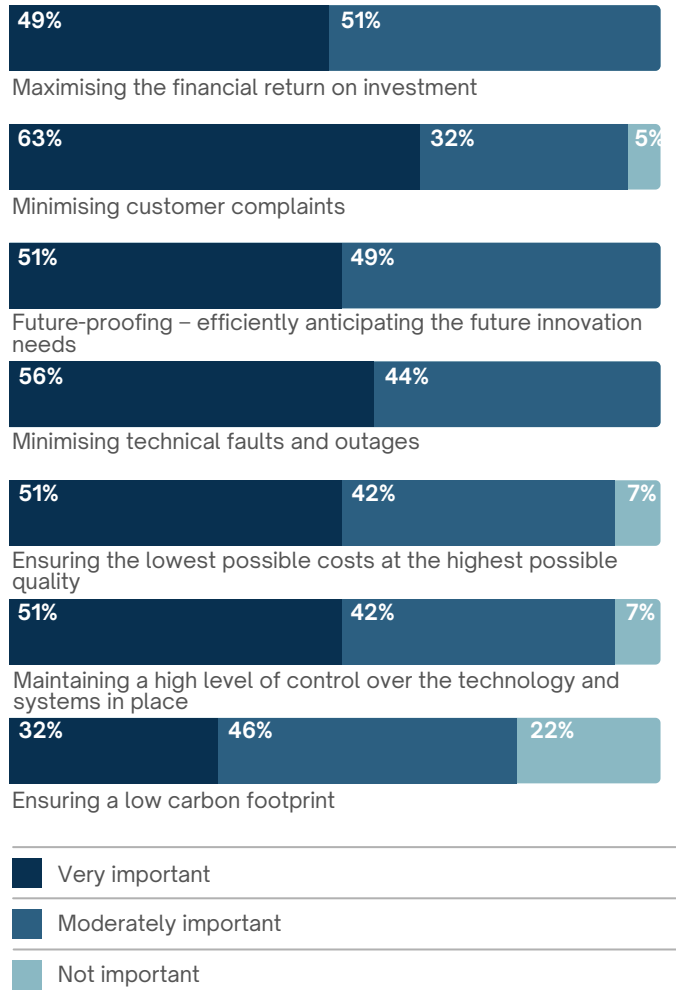 49% 51%
Maximising the financial return on investment
63% 32% 5%
Minimising customer complaints
51% 49%
Future-proofing – efficiently anticipating the future innovation
needs
56% 44%
Minimising technical faults and outages
51% 42% 7%
Ensuring the lowest possible costs at the highest possible
quality
51% 42% 7%
Maintaining a high level of control over the technology and
systems in place
32% 46% 22%
Ensuring a low carbon footprint
Very important
Moderately important
Not important